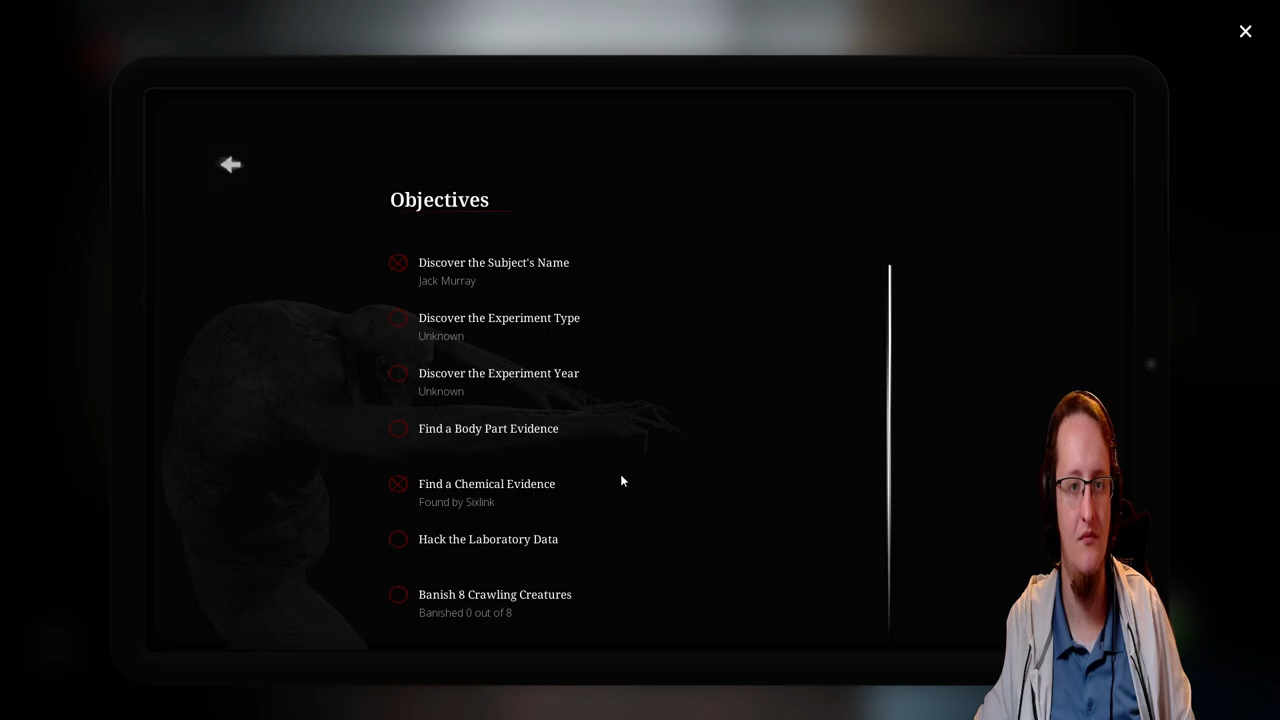 Objectives
Discover the Subject's Name
Jack Murray
Discover the Experiment Type
Unknown
Discover the Experiment Year
Unknown
Find a Body Part Evidence
Find a Chemical Evidence
Found by Sixlink
Hack the Laboratory Data
Banish 8 Crawling Creatures
Banished 0 out of 8